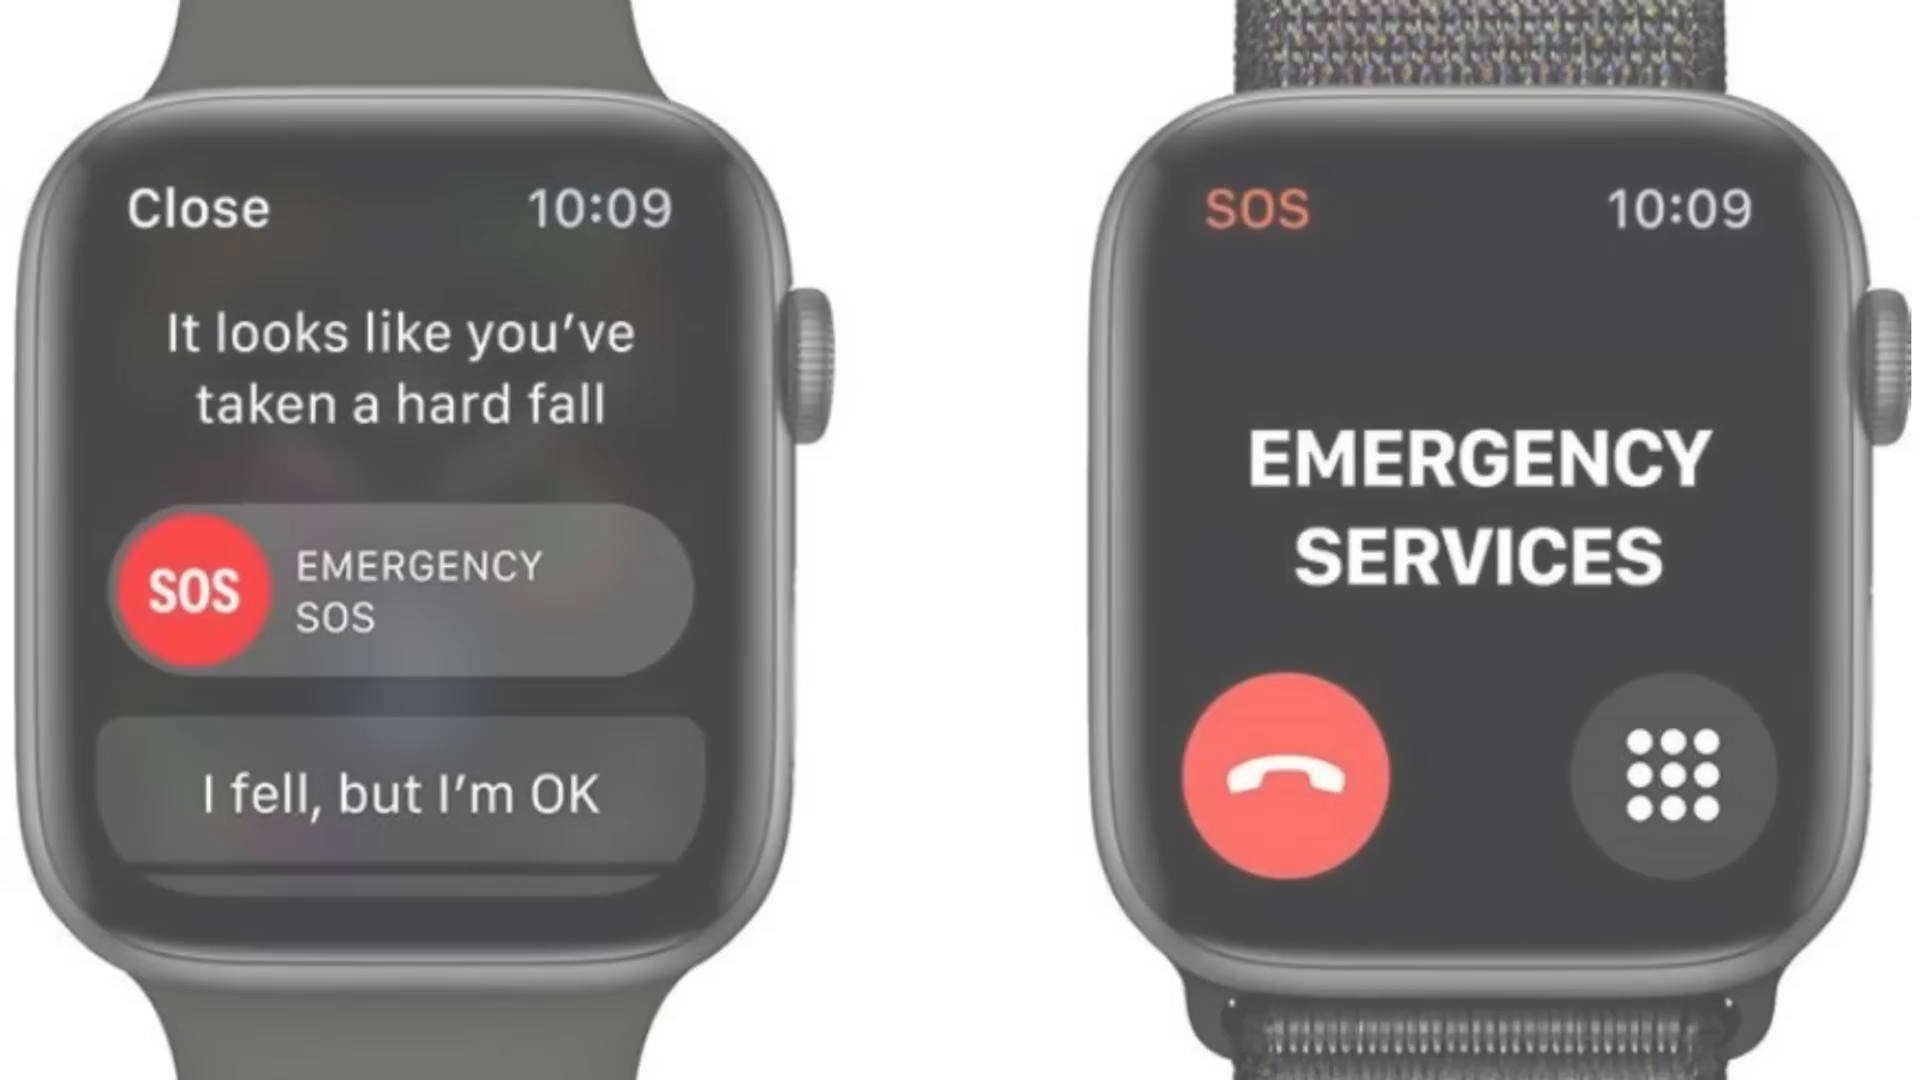 Close 10:09
It looks like you’ve
taken a hard fall
SOS
EMERGENCY
SOS
I fell, but I’m OK
SOS 10:09
EMERGENCY
SERVICES